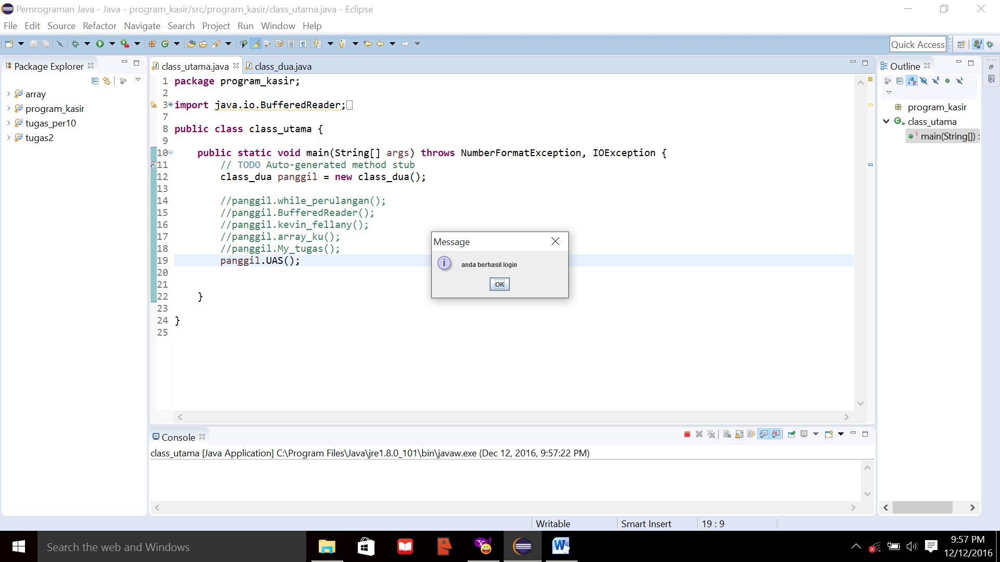 Pemrograman Java - Java - program_kasir/src/program_kasir/class_utama.java - Eclipse
File Edit Source Refactor Navigate Search Project Run Window Help
Quick Access
Package Explorer
array
program_kasir
tugas_per10
tugas2
class_utama.java
class_dua.java
1 package program_kasir;
2
3 import java.io.BufferedReader;
7
8 public class class_utama {
9
10 public static void main(String[] args) throws NumberFormatException, IOException {
11 // TODO Auto-generated method stub
12 class_dua panggil = new class_dua();
13
14 //panggil.while_perulangan();
15 //panggil.BufferedReader();
16 //panggil.kevin_fellany();
17 //panggil.array_ku();
18 //panggil.My_tugas();
19 panggil.UAS();
20
21
22 }
23
24 }
25
Message
anda berhasil login
OK
Outline
program_kasir
class_utama
main(String[]) :
Console
class_utama [Java Application] C:\Program Files\Java\jre1.8.0_101\bin\javaw.exe (Dec 12, 2016, 9:57:22 PM)
Writable
Smart Insert
19 : 9
Search the web and Windows
9:57 PM
12/12/2016